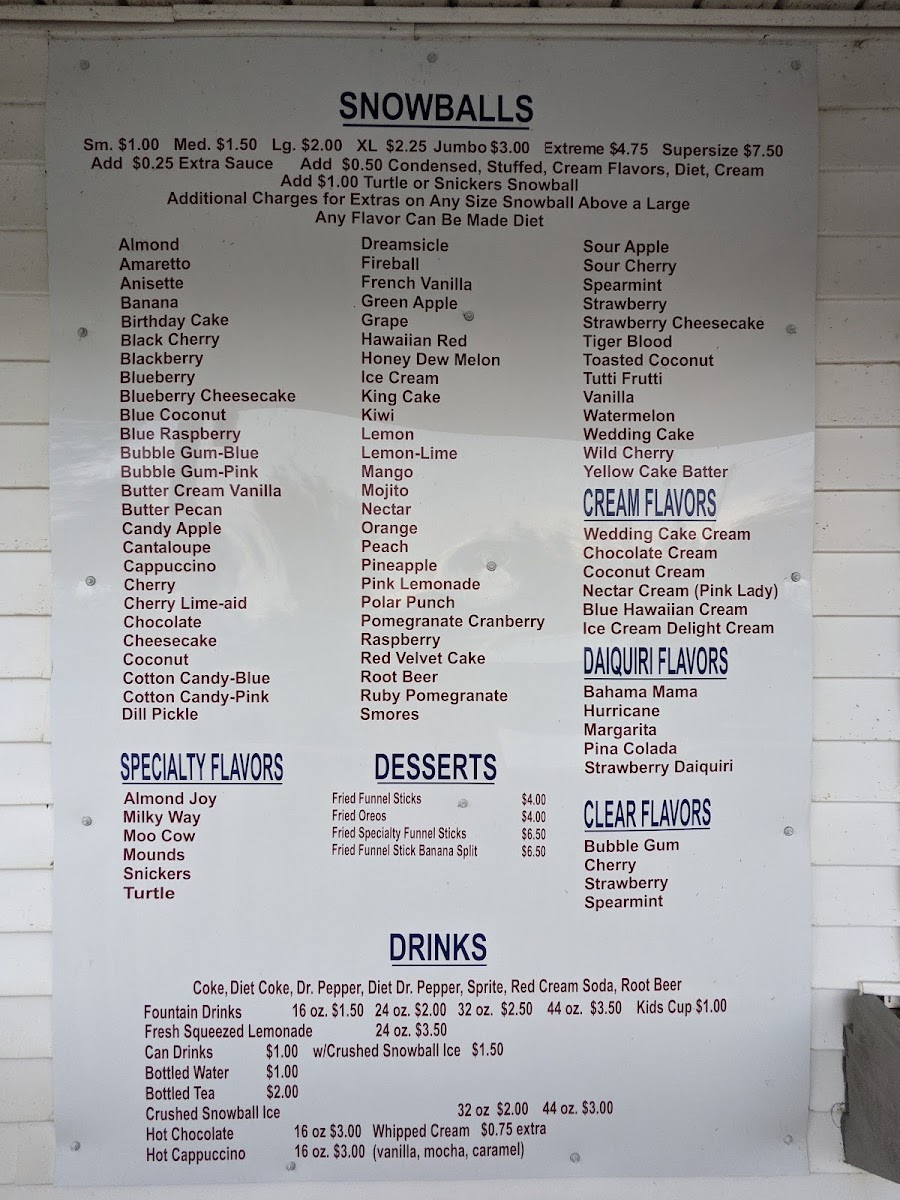 SNOWBALLS
Sm. $1.00 Med. $1.50 Lg. $2.00 XL $2.25 Jumbo $3.00 Extreme $4.75 Supersize $7.50
Add $0.25 Extra Sauce Add $0.50 Condensed, Stuffed, Cream Flavors, Diet, Cream
Add $1.00 Turtle or Snickers Snowball
Additional Charges for Extras on Any Size Snowball Above a Large
Any Flavor Can Be Made Diet
Almond
Amaretto
Anisette
Banana
Birthday Cake
Black Cherry
Blackberry
Blueberry
Blueberry Cheesecake
Blue Coconut
Blue Raspberry
Bubble Gum-Blue
Bubble Gum-Pink
Butter Cream Vanilla
Butter Pecan
Candy Apple
Cantaloupe
Cappuccino
Cherry
Cherry Lime-aid
Chocolate
Cheesecake
Coconut
Cotton Candy-Blue
Cotton Candy-Pink
Dill Pickle
Dreamsicle
Fireball
French Vanilla
Green Apple
Grape
Hawaiian Red
Honey Dew Melon
Ice Cream
King Cake
Kiwi
Lemon
Lemon-Lime
Mango
Mojito
Nectar
Orange
Peach
Pineapple
Pink Lemonade
Polar Punch
Pomegranate Cranberry
Raspberry
Red Velvet Cake
Root Beer
Ruby Pomegranate
Smores
Sour Apple
Sour Cherry
Spearmint
Strawberry
Strawberry Cheesecake
Tiger Blood
Toasted Coconut
Tutti Frutti
Vanilla
Watermelon
Wedding Cake
Wild Cherry
Yellow Cake Batter
CREAM FLAVORS
Wedding Cake Cream
Chocolate Cream
Coconut Cream
Nectar Cream (Pink Lady)
Blue Hawaiian Cream
Ice Cream Delight Cream
DAIQUIRI FLAVORS
Bahama Mama
Hurricane
Margarita
Pina Colada
Strawberry Daiquiri
SPECIALTY FLAVORS
Almond Joy
Milky Way
Moo Cow
Mounds
Snickers
Turtle
DESSERTS
Fried Funnel Sticks $4.00
Fried Oreos $4.00
Fried Specialty Funnel Sticks $6.50
Fried Funnel Stick Banana Split $6.50
CLEAR FLAVORS
Bubble Gum
Cherry
Strawberry
Spearmint
DRINKS
Coke, Diet Coke, Dr. Pepper, Diet Dr. Pepper, Sprite, Red Cream Soda, Root Beer
Fountain Drinks 16 oz. $1.50 24 oz. $2.00 32 oz. $2.50 44 oz. $3.50 Kids Cup $1.00
Fresh Squeezed Lemonade 24 oz. $3.50
Can Drinks $1.00 w/Crushed Snowball Ice $1.50
Bottled Water $1.00
Bottled Tea $2.00
Crushed Snowball Ice 32 oz $2.00 44 oz. $3.00
Hot Chocolate 16 oz $3.00 Whipped Cream $0.75 extra
Hot Cappuccino 16 oz. $3.00 (vanilla, mocha, caramel)